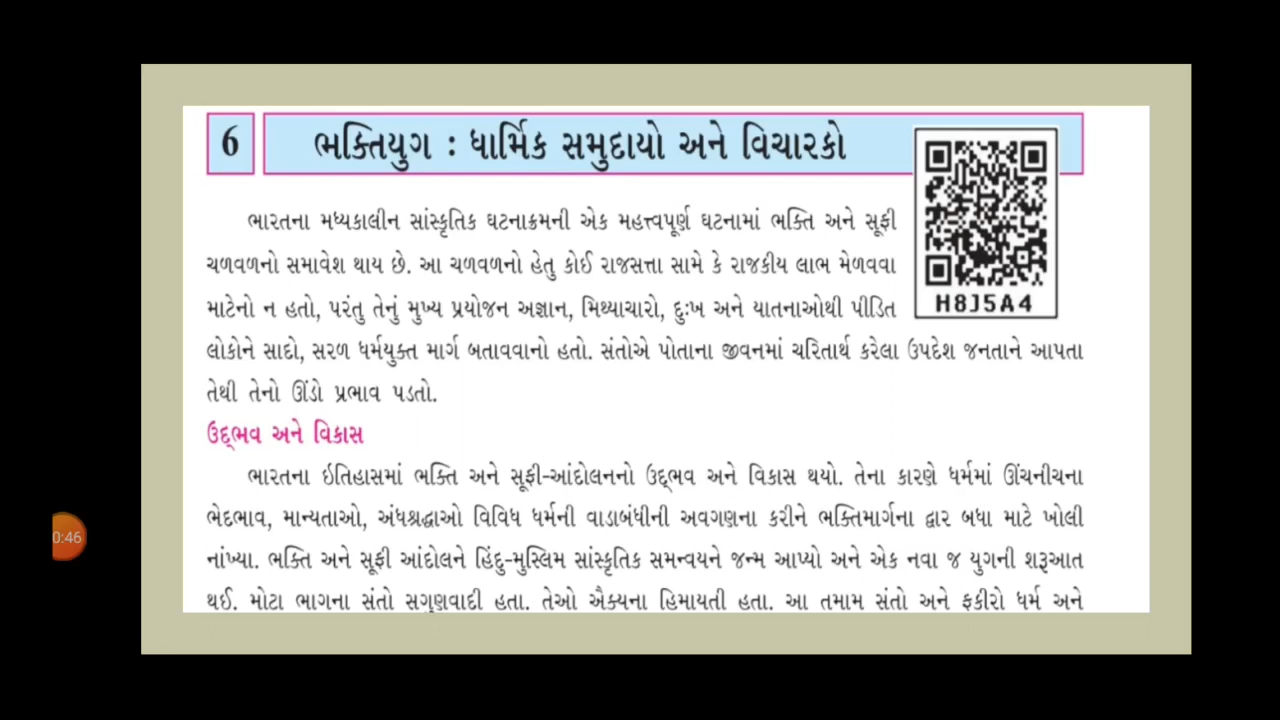 6
ભક્તિયુગ : ધાર્મિક સમુદાયો અને વિચારકો
ભારતના મધ્યકાલીન સાંસ્કૃતિક ઘટનાક્રમની એક મહત્ત્વપૂર્ણ ઘટનામાં ભક્તિ અને સૂફી
ચળવળનો સમાવેશ થાય છે. આ ચળવળનો હેતુ કોઈ રાજસત્તા સામે કે રાજકીય લાભ મેળવવા
માટેનો ન હતો, પરંતુ તેનું મુખ્ય પ્રયોજન અજ્ઞાન, મિથ્યાચારો, દુઃખ અને યાતનાઓથી પીડિત
H8J5A4
લોકોને સાદો, સરળ ધર્મયુક્ત માર્ગ બતાવવાનો હતો. સંતોએ પોતાના જીવનમાં ચરિતાર્થ કરેલા ઉપદેશ જનતાને આપતા
તેથી તેનો ઊંડો પ્રભાવ પડતો.
ઉદ્‌ભવ અને વિકાસ
ભારતના ઇતિહાસમાં ભક્તિ અને સૂફી-આંદોલનનો ઉદ્‌ભવ અને વિકાસ થયો. તેના કારણે ધર્મમાં ઊંચનીચના
ભેદભાવ, માન્યતાઓ, અંધશ્રદ્ધાઓ વિવિધ ધર્મની વાડાબંધીની અવગણના કરીને ભક્તિમાર્ગના દ્વાર બધા માટે ખોલી
0:46
નાંખ્યા. ભક્તિ અને સૂફી આંદોલને હિંદુ-મુસ્લિમ સાંસ્કૃતિક સમન્વયને જન્મ આપ્યો અને એક નવા જ યુગની શરૂઆત
થઈ. મોટા ભાગના સંતો સગુણવાદી હતા. તેઓ ઐક્યના હિમાયતી હતા. આ તમામ સંતો અને ફકીરો ધર્મ અને